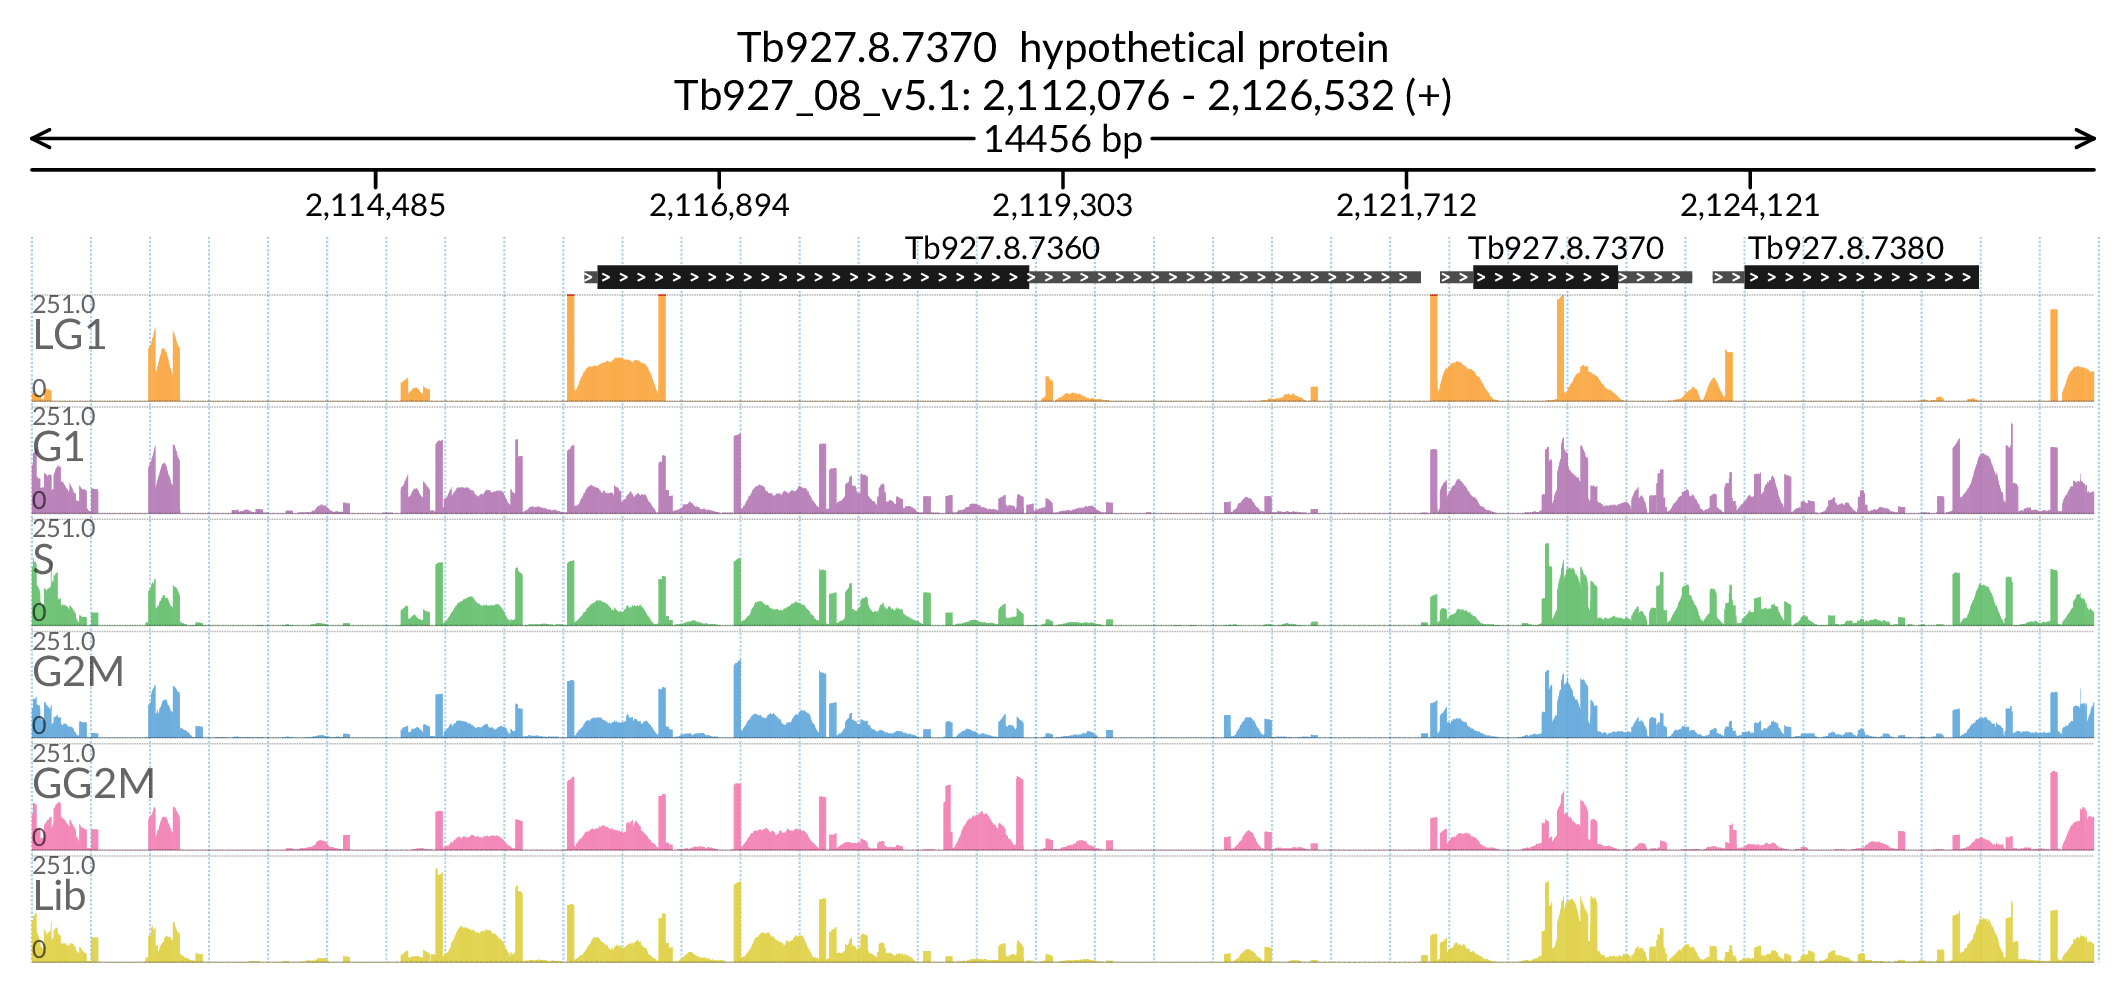 Tb927.8.7370  hypothetical protein
Tb927_08_v5.1: 2,112,076 - 2,126,532 (+)
14456 bp
2,114,485 2,116,894 2,119,303 2,121,712 2,124,121
Tb927.8.7360 Tb927.8.7370 Tb927.8.7380
251.0
LG1
0
251.0
G1
0
251.0
S
0
251.0
G2M
0
251.0
GG2M
0
251.0
Lib
0